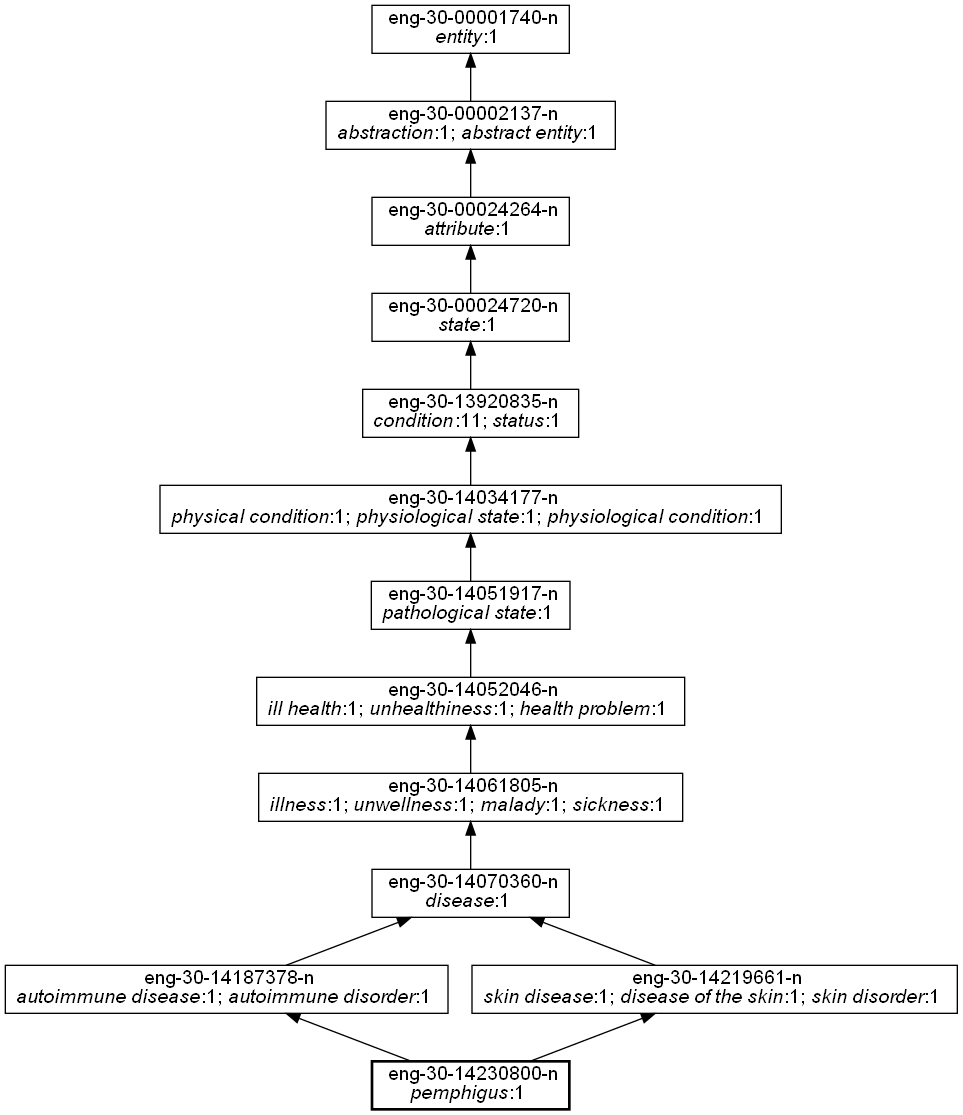 eng-30-00001740-n
entity:1
eng-30-00002137-n
abstraction:1; abstract entity:1
eng-30-00024264-n
attribute:1
eng-30-00024720-n
state:1
eng-30-13920835-n
condition:11; status:1
eng-30-14034177-n
physical condition:1; physiological state:1; physiological condition:1
eng-30-14051917-n
pathological state:1
eng-30-14052046-n
ill health:1; unhealthiness:1; health problem:1
eng-30-14061805-n
illness:1; unwellness:1; malady:1; sickness:1
eng-30-14070360-n
disease:1
eng-30-14187378-n
autoimmune disease:1; autoimmune disorder:1
eng-30-14219661-n
skin disease:1; disease of the skin:1; skin disorder:1
eng-30-14230800-n
pemphigus:1